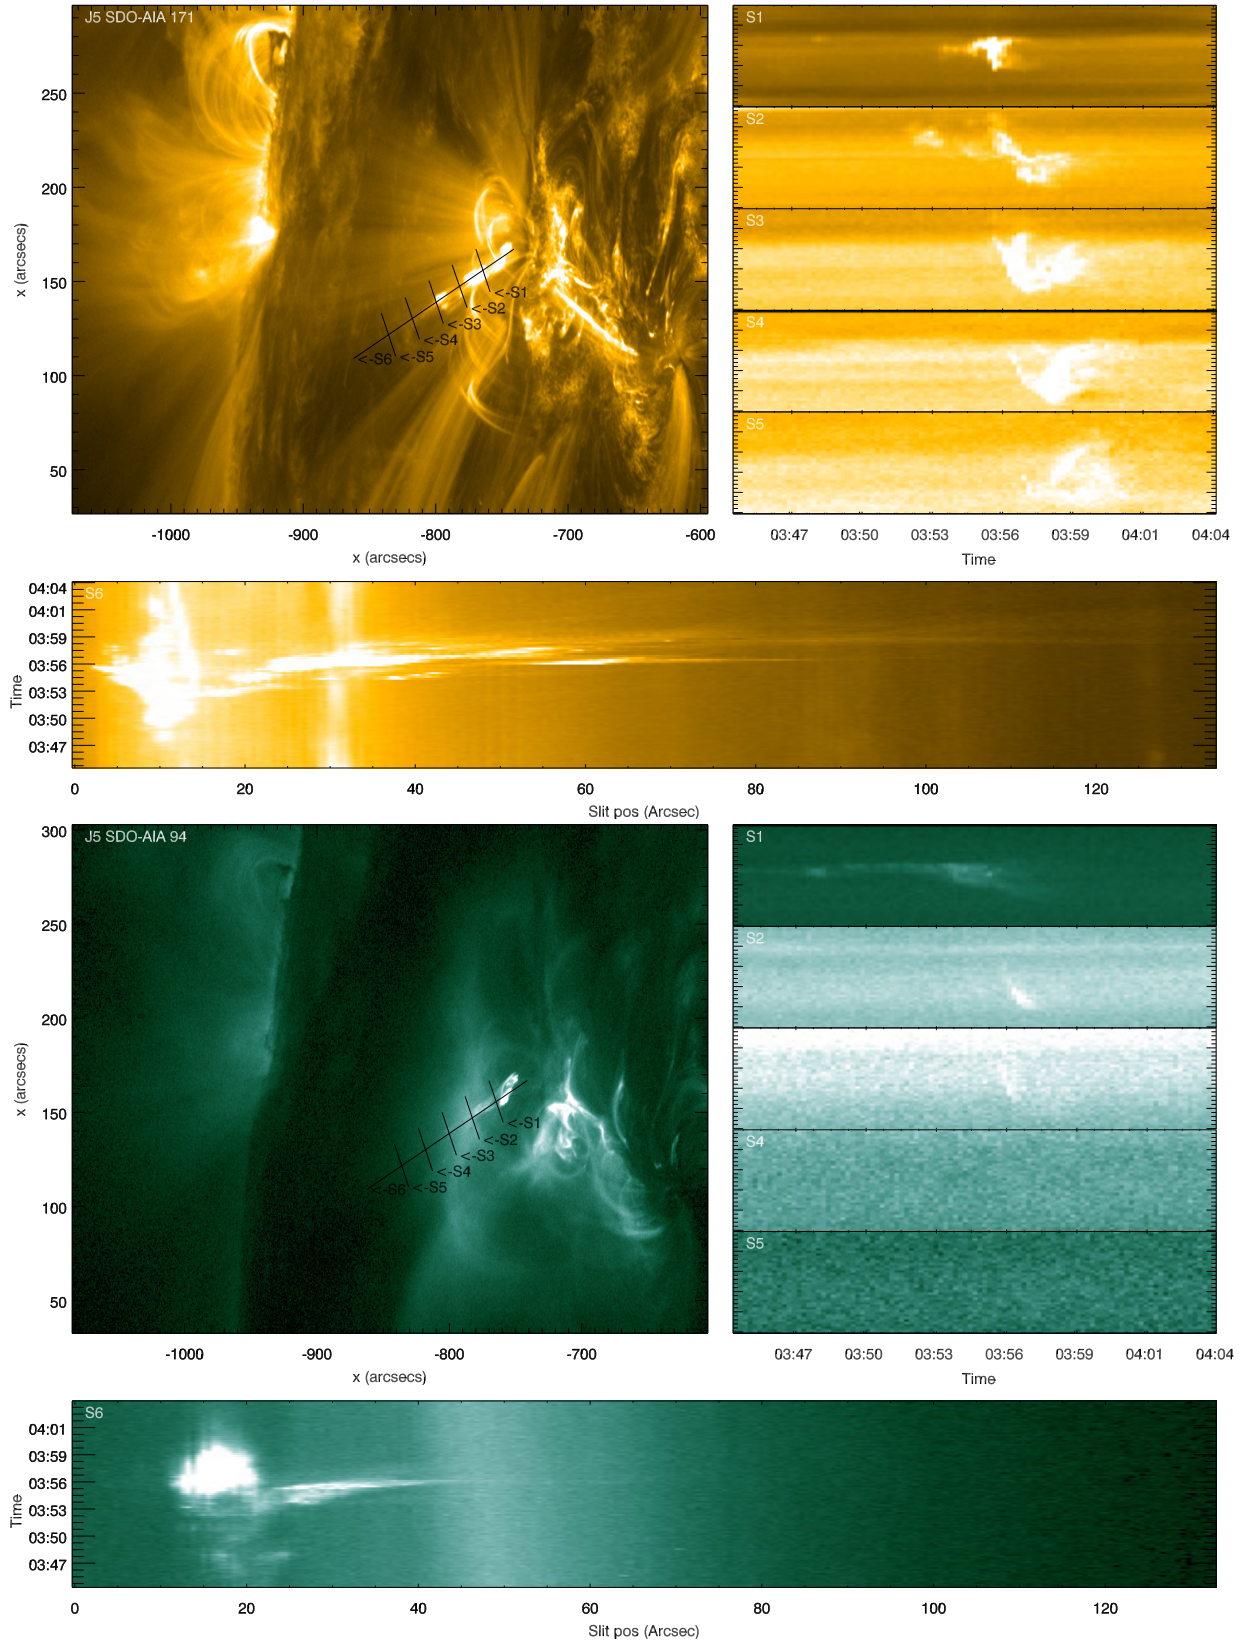 J5 SDO-AIA 171
x (arcsecs)
250
200
150
100
50
<-S1
<-S2
<-S3
<-S4
<-S5
<-S6
-1000 -900 -800 -700 -600
x (arcsecs)
S1
S2
S3
S4
S5
03:47 03:50 03:53 03:56 03:59 04:01 04:04
Time
S6
Time
04:04
04:01
03:59
03:56
03:53
03:50
03:47
0 20 40 60 80 100 120
Slit pos (Arcsec)
J5 SDO-AIA 94
x (arcsecs)
300
250
200
150
100
50
<-S1
<-S2
<-S3
<-S4
<-S5
<-S6
-1000 -900 -800 -700
x (arcsecs)
S1
S2
S4
S5
03:47 03:50 03:53 03:56 03:59 04:01 04:04
Time
S6
Time
04:01
03:59
03:56
03:53
03:50
03:47
0 20 40 60 80 100 120
Slit pos (Arcsec)